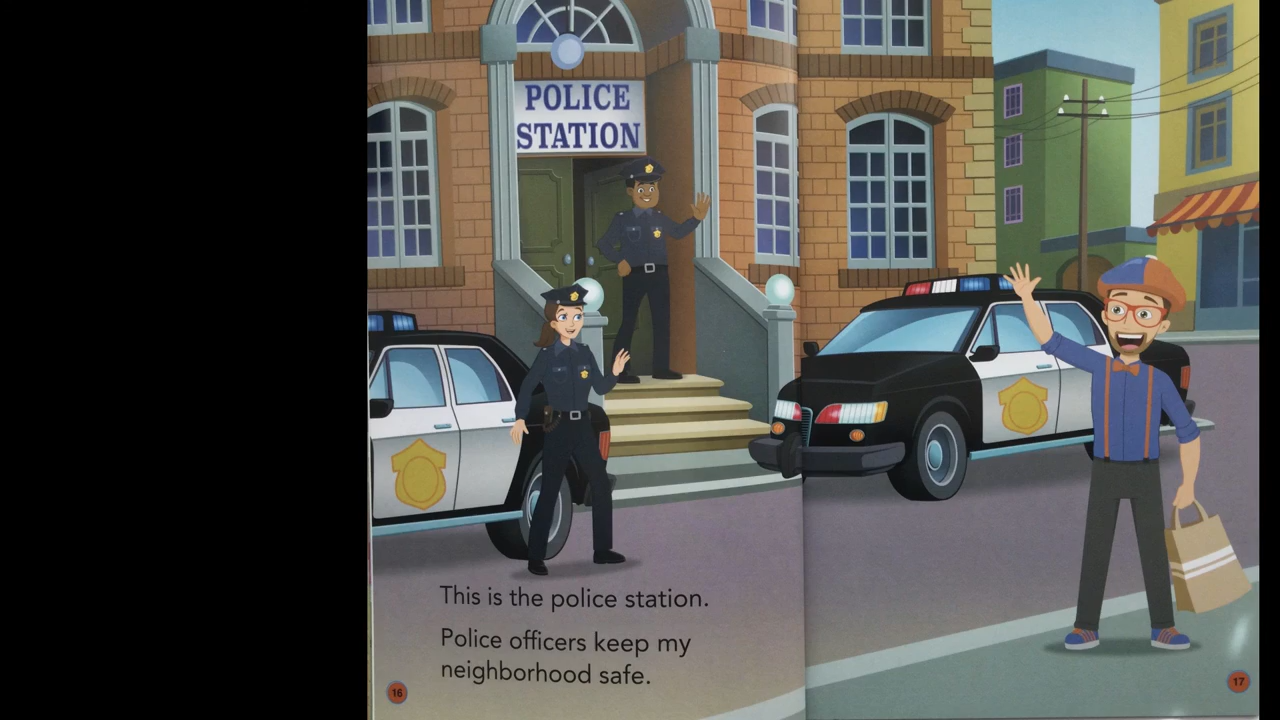 POLICE
STATION
This is the police station.
Police officers keep my
neighborhood safe.
16
17